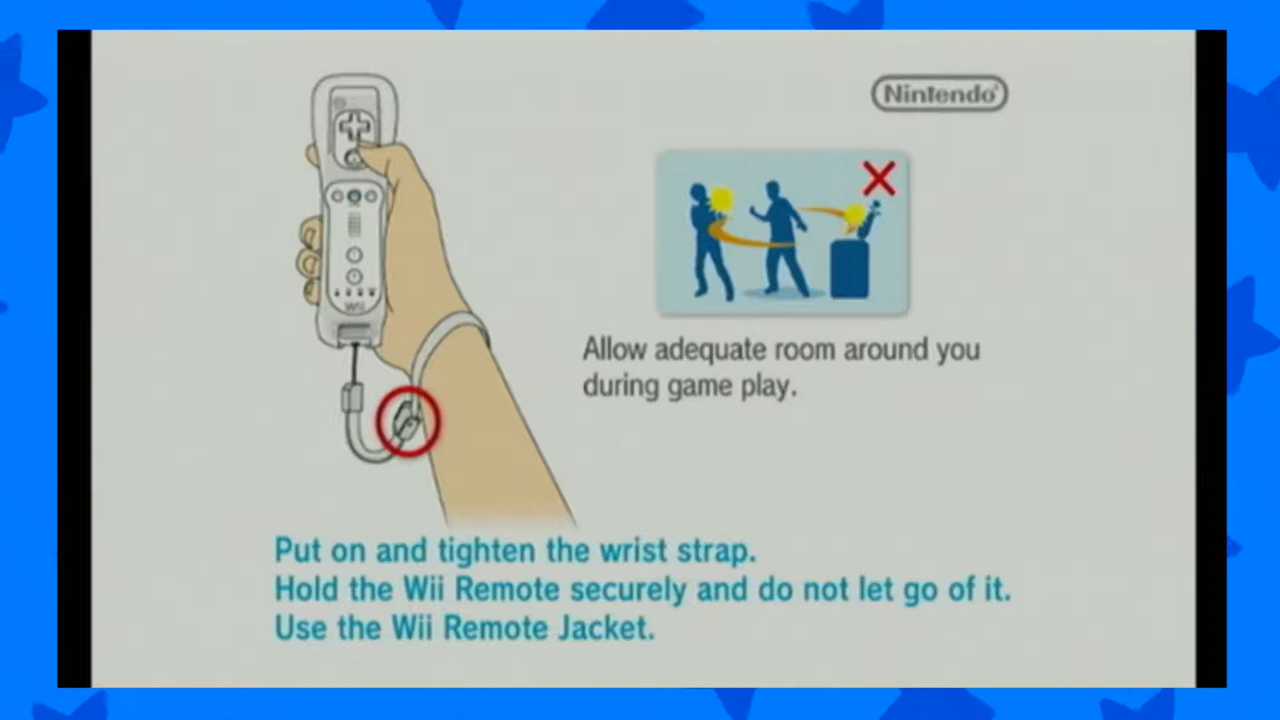 Nintendo
Wii
Allow adequate room around you
during game play.
Put on and tighten the wrist strap.
Hold the Wii Remote securely and do not let go of it.
Use the Wii Remote Jacket.